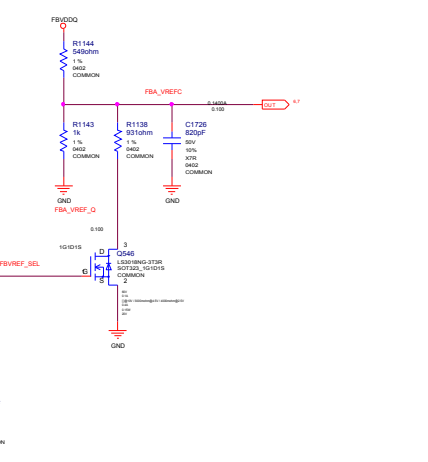 FBVDDQ
R1144
549ohm
1 %
0402
COMMON
FBA_VREFC
0.1400A
0.100
OUT
R1143
1k
1 %
0402
COMMON
R1138
931ohm
1 %
0402
COMMON
C1726
820pF
50V
10%
X7R
0402
COMMON
GND
GND
FBA_VREF_Q
0.100
1G1D1S
3
D
Q546
LS3018NG-3T3R
SOT323_1G1D1S
COMMON
FBVREF_SEL
G
S
2
GND